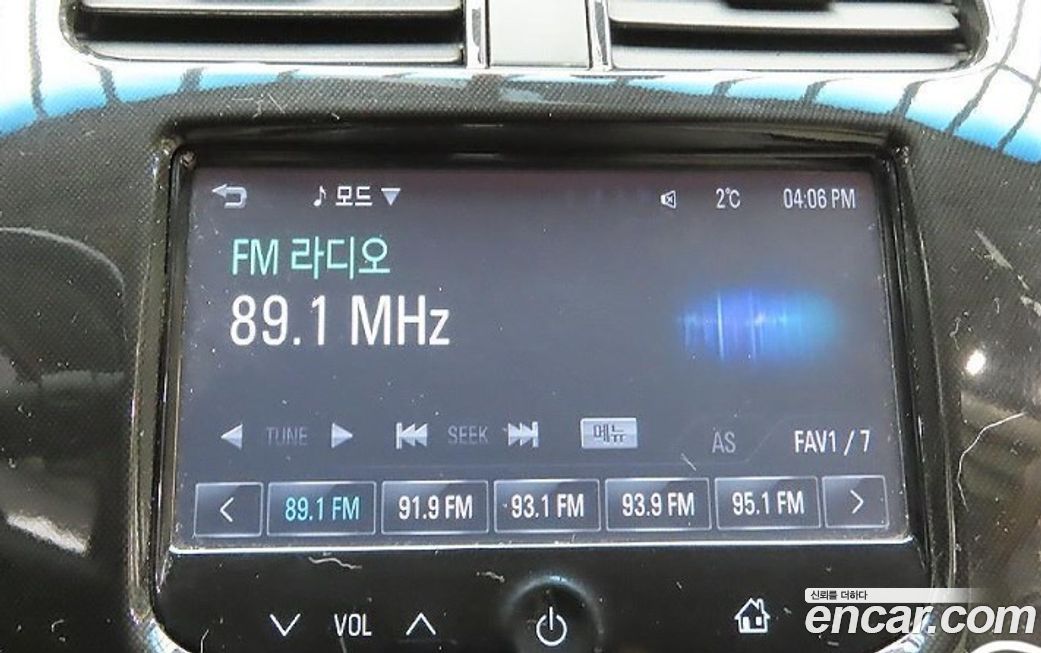 모드 2℃ 04:06 PM
FM 라디오
89.1 MHz
TUNE SEEK 메뉴 AS FAV1 / 7
89.1 FM 91.9 FM 93.1 FM 93.9 FM 95.1 FM
VOL
신뢰를 더하다
encar.com